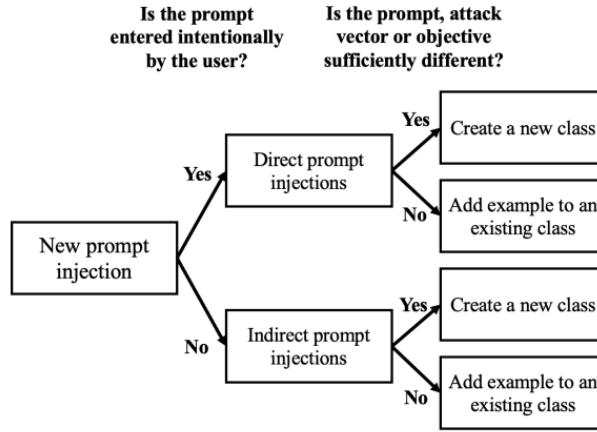 Is the prompt
entered intentionally
by the user?
Is the prompt, attack
vector or objective
sufficiently different?
New prompt
injection
Yes
No
Direct prompt
injections
Indirect prompt
injections
Yes
No
Create a new class
Add example to an
existing class
Yes
No
Create a new class
Add example to an
existing class